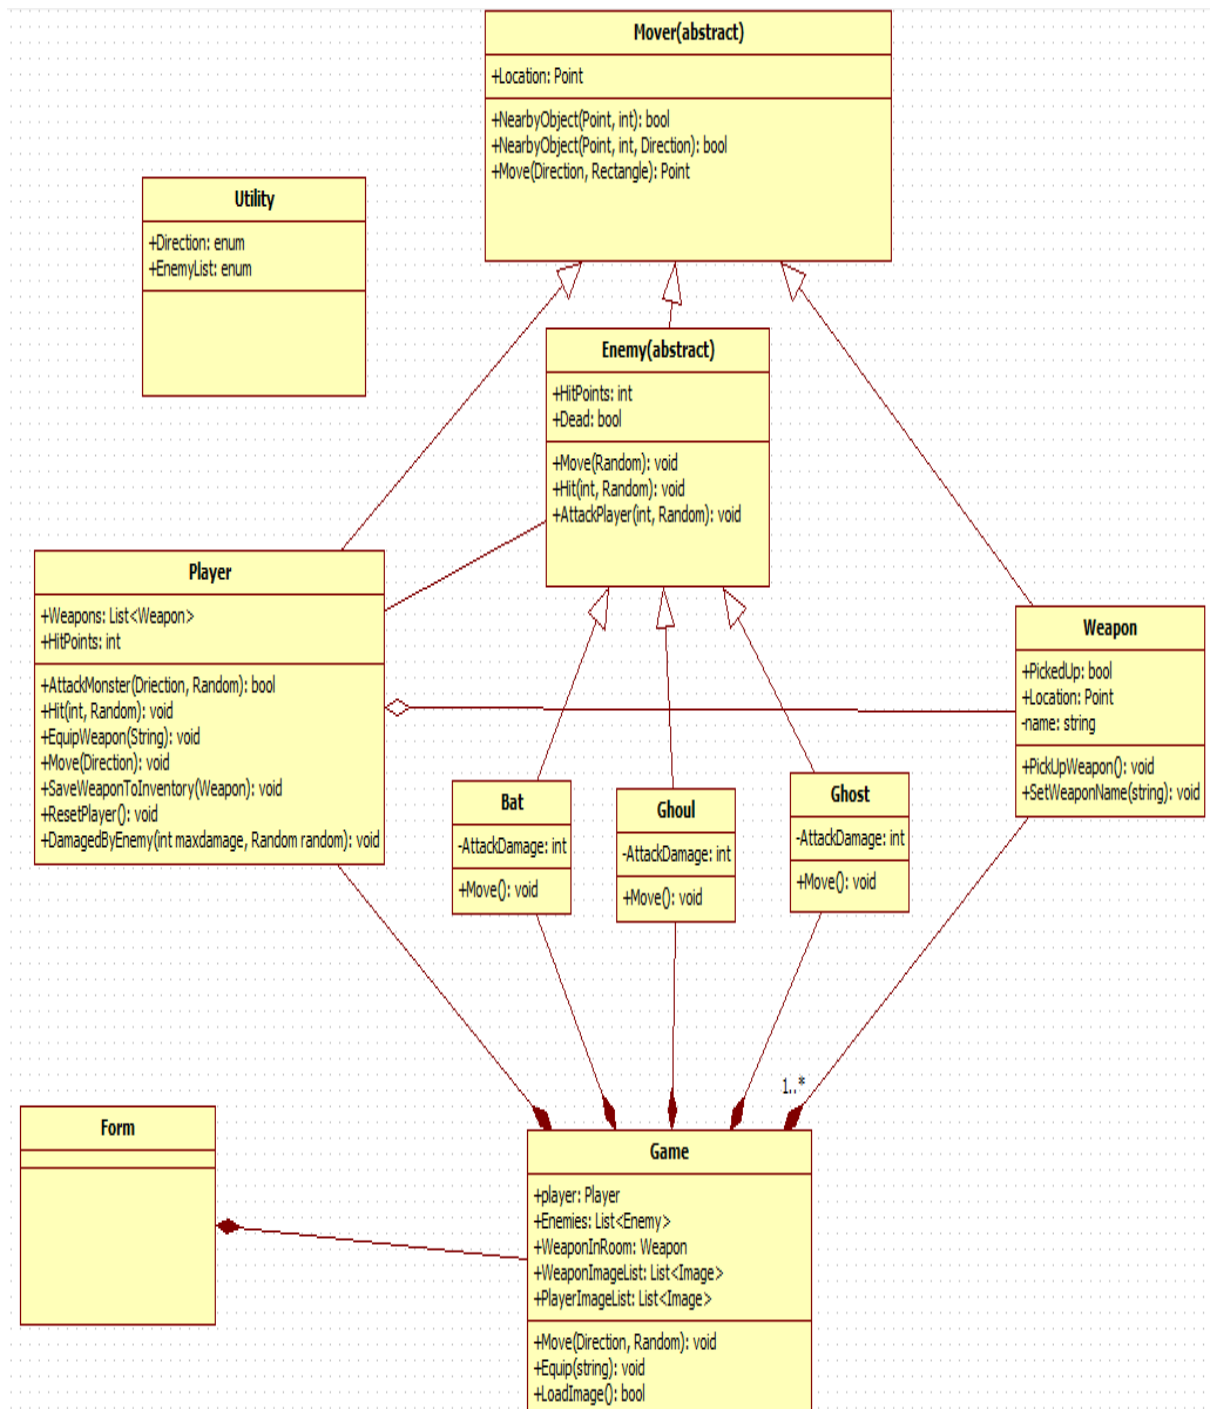 Mover(abstract)
+Location: Point
+NearbyObject(Point, int): bool
+NearbyObject(Point, int, Direction): bool
+Move(Direction, Rectangle): Point
Utility
+Direction: enum
+EnemyList: enum
Enemy(abstract)
+HitPoints: int
+Dead: bool
+Move(Random): void
+Hit(int, Random): void
+AttackPlayer(int, Random): void
Player
+Weapons: List<Weapon>
+HitPoints: int
+AttackMonster(Driection, Random): bool
+Hit(int, Random): void
+EquipWeapon(String): void
+Move(Direction): void
+SaveWeaponToInventory(Weapon): void
+ResetPlayer(): void
+DamagedByEnemy(int maxdamage, Random random): void
Weapon
+PickedUp: bool
+Location: Point
-name: string
+PickUpWeapon(): void
+SetWeaponName(string): void
Bat
-AttackDamage: int
+Move(): void
Ghoul
-AttackDamage: int
+Move(): void
Ghost
-AttackDamage: int
+Move(): void
1..*
Form
Game
+player: Player
+Enemies: List<Enemy>
+WeaponInRoom: Weapon
+WeaponImageList: List<Image>
+PlayerImageList: List<Image>
+Move(Direction, Random): void
+Equip(string): void
+LoadImage(): bool